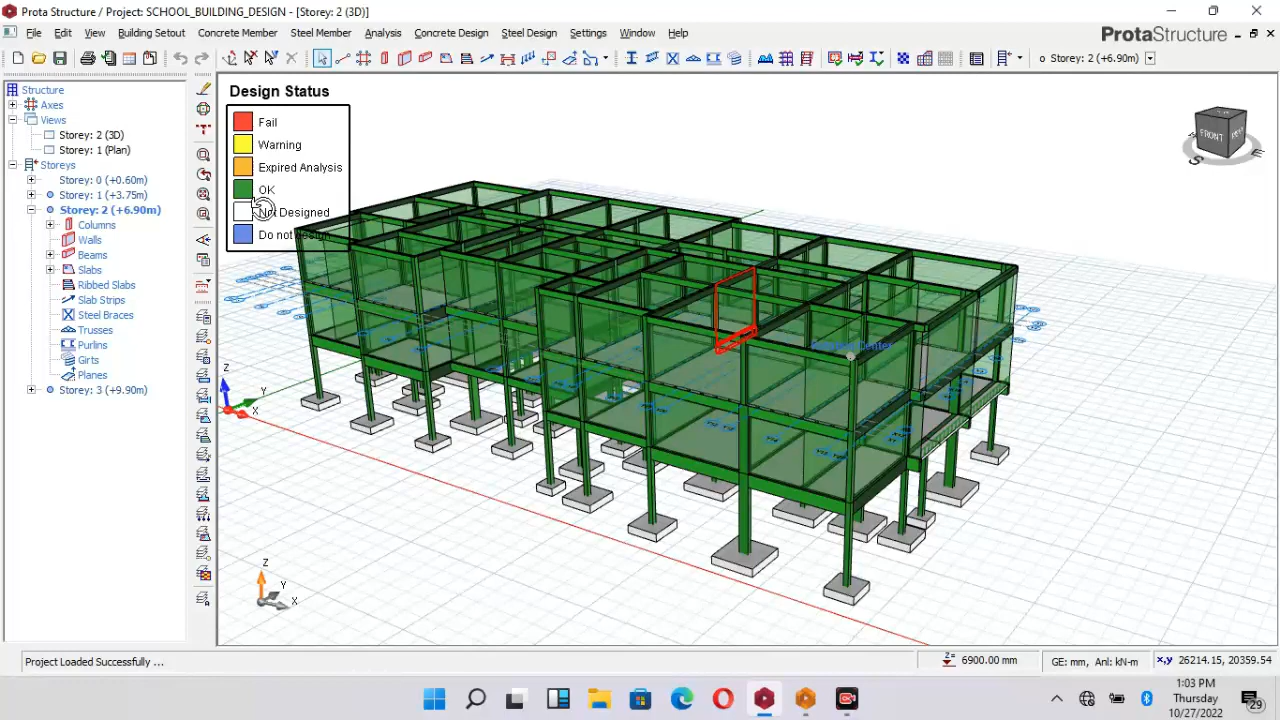 Prota Structure / Project: SCHOOL_BUILDING_DESIGN - [Storey: 2 (3D)]
File Edit View Building Setout Concrete Member Steel Member Analysis Concrete Design Steel Design Settings Window Help
ProtaStructure
Storey: 2 (+6.90m)
Structure
Axes
Views
Storey: 2 (3D)
Storey: 1 (Plan)
Storeys
Storey: 0 (+0.60m)
Storey: 1 (+3.75m)
Storey: 2 (+6.90m)
Columns
Walls
Beams
Slabs
Ribbed Slabs
Slab Strips
Steel Braces
Trusses
Purlins
Girts
Planes
Storey: 3 (+9.90m)
Design Status
Fail
Warning
Expired Analysis
OK
Not Designed
Do not design
FRONT
S
E
Z
Y
X
Z
Y
X
Project Loaded Successfully ...
Z= 6900.00 mm
GE: mm, Anl: kN-m
X,Y 26214.15, 20359.54
1:03 PM
Thursday
10/27/2022
29